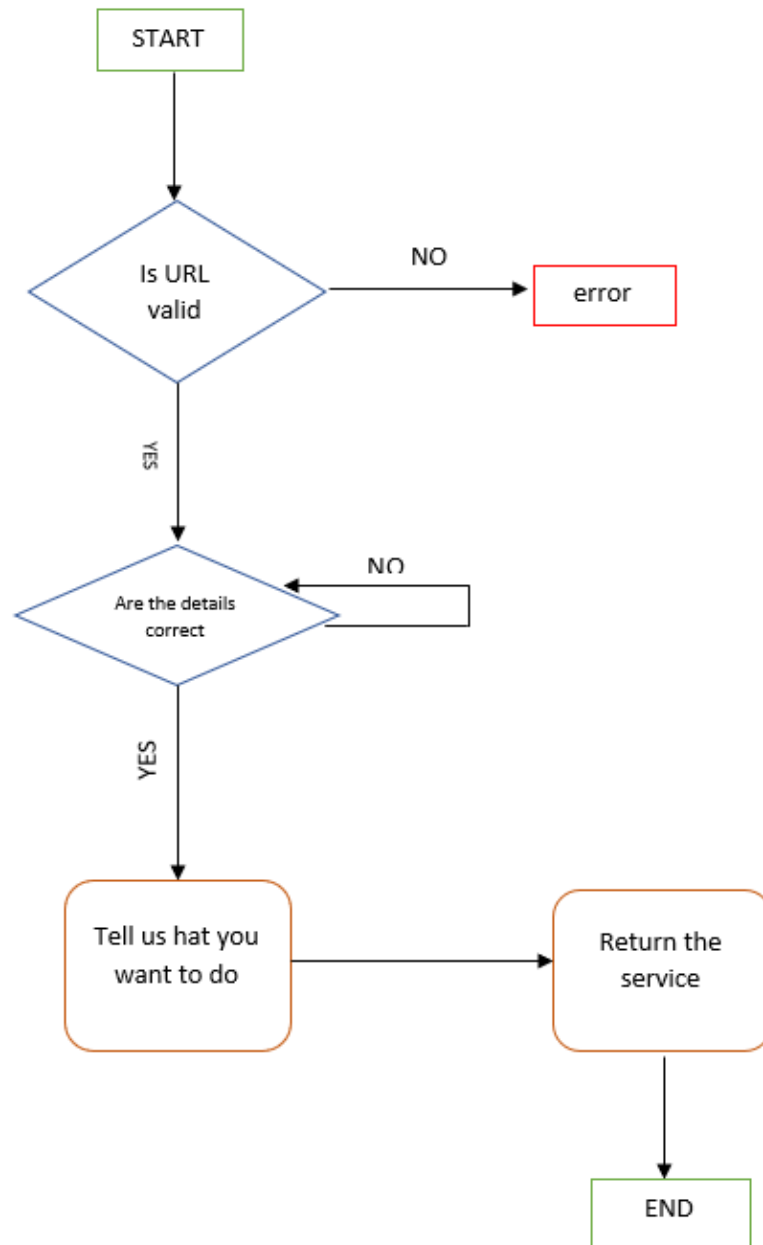 START
Is URL
valid
NO
error
YES
Are the details
correct
NO
YES
Tell us hat you
want to do
Return the
service
END